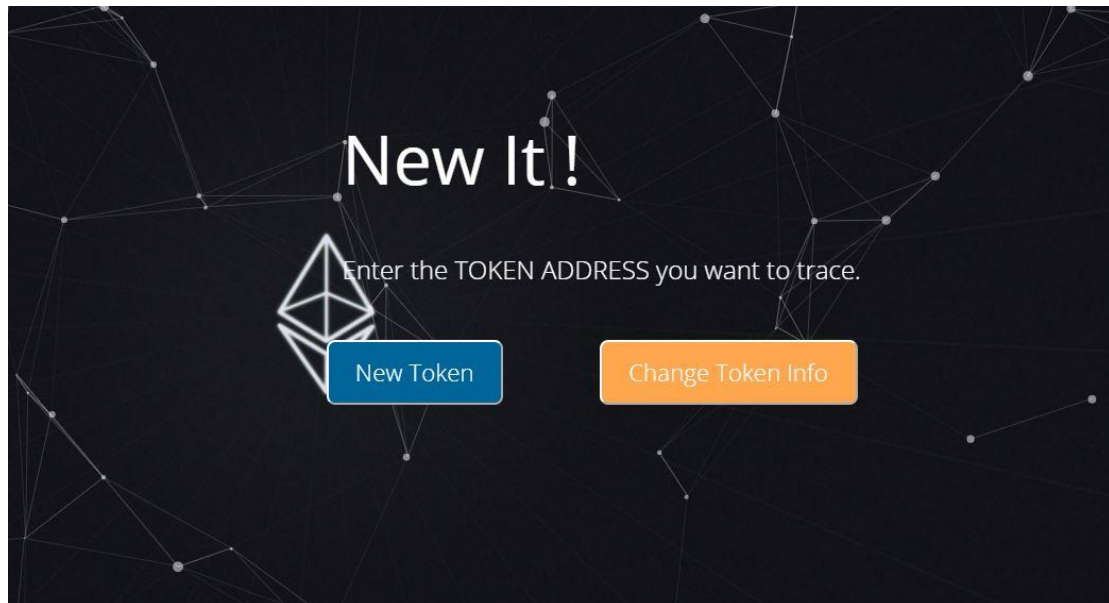 New It !
Enter the TOKEN ADDRESS you want to trace.
New Token
Change Token Info